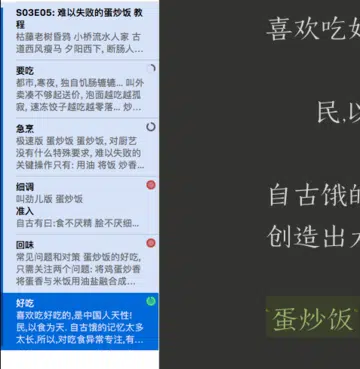 S03E05: 难以失败的蛋炒饭 教
程
枯藤老树昏鸦 小桥流水人家 古
道西风瘦马 夕阳西下, 断肠人...
要吃
都市,寒夜, 独自饥肠辘辘... 叫外
卖凑不够起送价, 泡面越吃越孤
寂, 速冻饺子越吃越零落... 炒...
急烹
极速版 蛋炒饭 蛋炒饭, 对厨艺
没有什么特殊要求, 难以失败的
关键操作只有: 用油 将饭 炒香...
细调
叫劲儿版 蛋炒饭
准入
自古有曰:食不厌精 脍不厌细...
回味
常见问题和对策 蛋炒饭的好吃,
只需关注两个问题: 将鸡蛋炒香
将蛋香与米饭用油盐融合成...
好吃
喜欢吃好吃的,是中国人天性!
民,以食为天. 自古饿的记忆太多
太长,所以,对吃食异常专注,有...
喜欢吃好
民,以
自古饿的
创造出
蛋炒饭